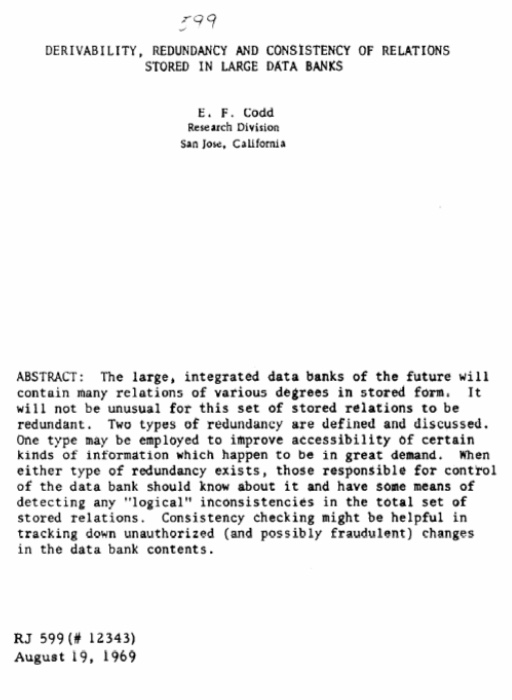 599
DERIVABILITY, REDUNDANCY AND CONSISTENCY OF RELATIONS
STORED IN LARGE DATA BANKS
E. F. Codd
Research Division
San Jose, California
ABSTRACT: The large, integrated data banks of the future will
contain many relations of various degrees in stored form. It
will not be unusual for this set of stored relations to be
redundant. Two types of redundancy are defined and discussed.
One type may be employed to improve accessibility of certain
kinds of information which happen to be in great demand. When
either type of redundancy exists, those responsible for control
of the data bank should know about it and have some means of
detecting any "logical" inconsistencies in the total set of
stored relations. Consistency checking might be helpful in
tracking down unauthorized (and possibly fraudulent) changes
in the data bank contents.
RJ 599(# 12343)
August 19, 1969